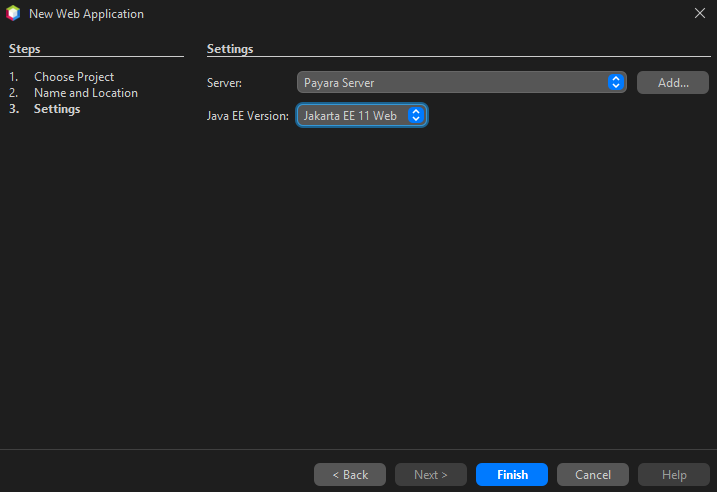 New Web Application
Steps
1. Choose Project
2. Name and Location
3. Settings
Settings
Server: Payara Server Add...
Java EE Version: Jakarta EE 11 Web
< Back Next > Finish Cancel Help